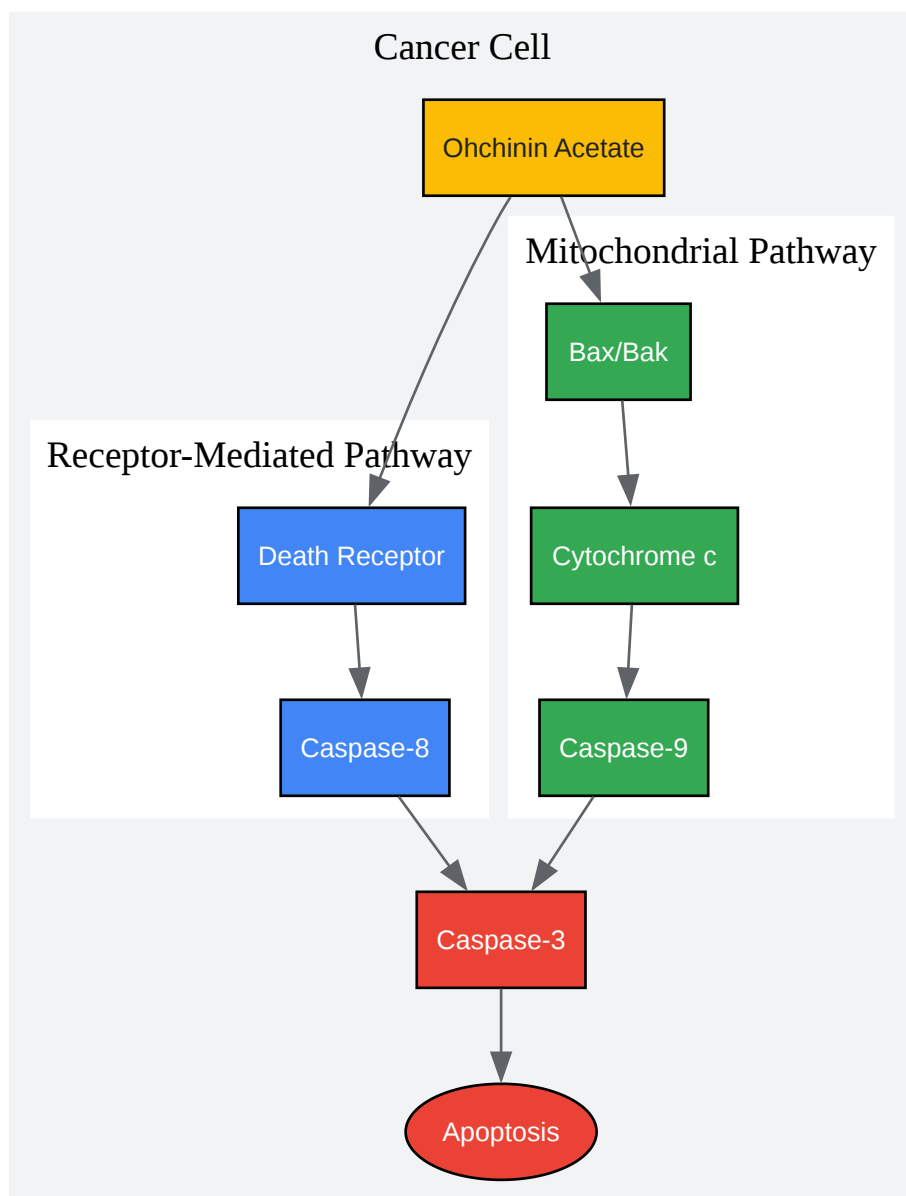 Cancer Cell
Ohchinin Acetate
Mitochondrial Pathway
Bax/Bak
Receptor-Mediated Pathway
Death Receptor
Cytochrome c
Caspase-8
Caspase-9
Caspase-3
Apoptosis